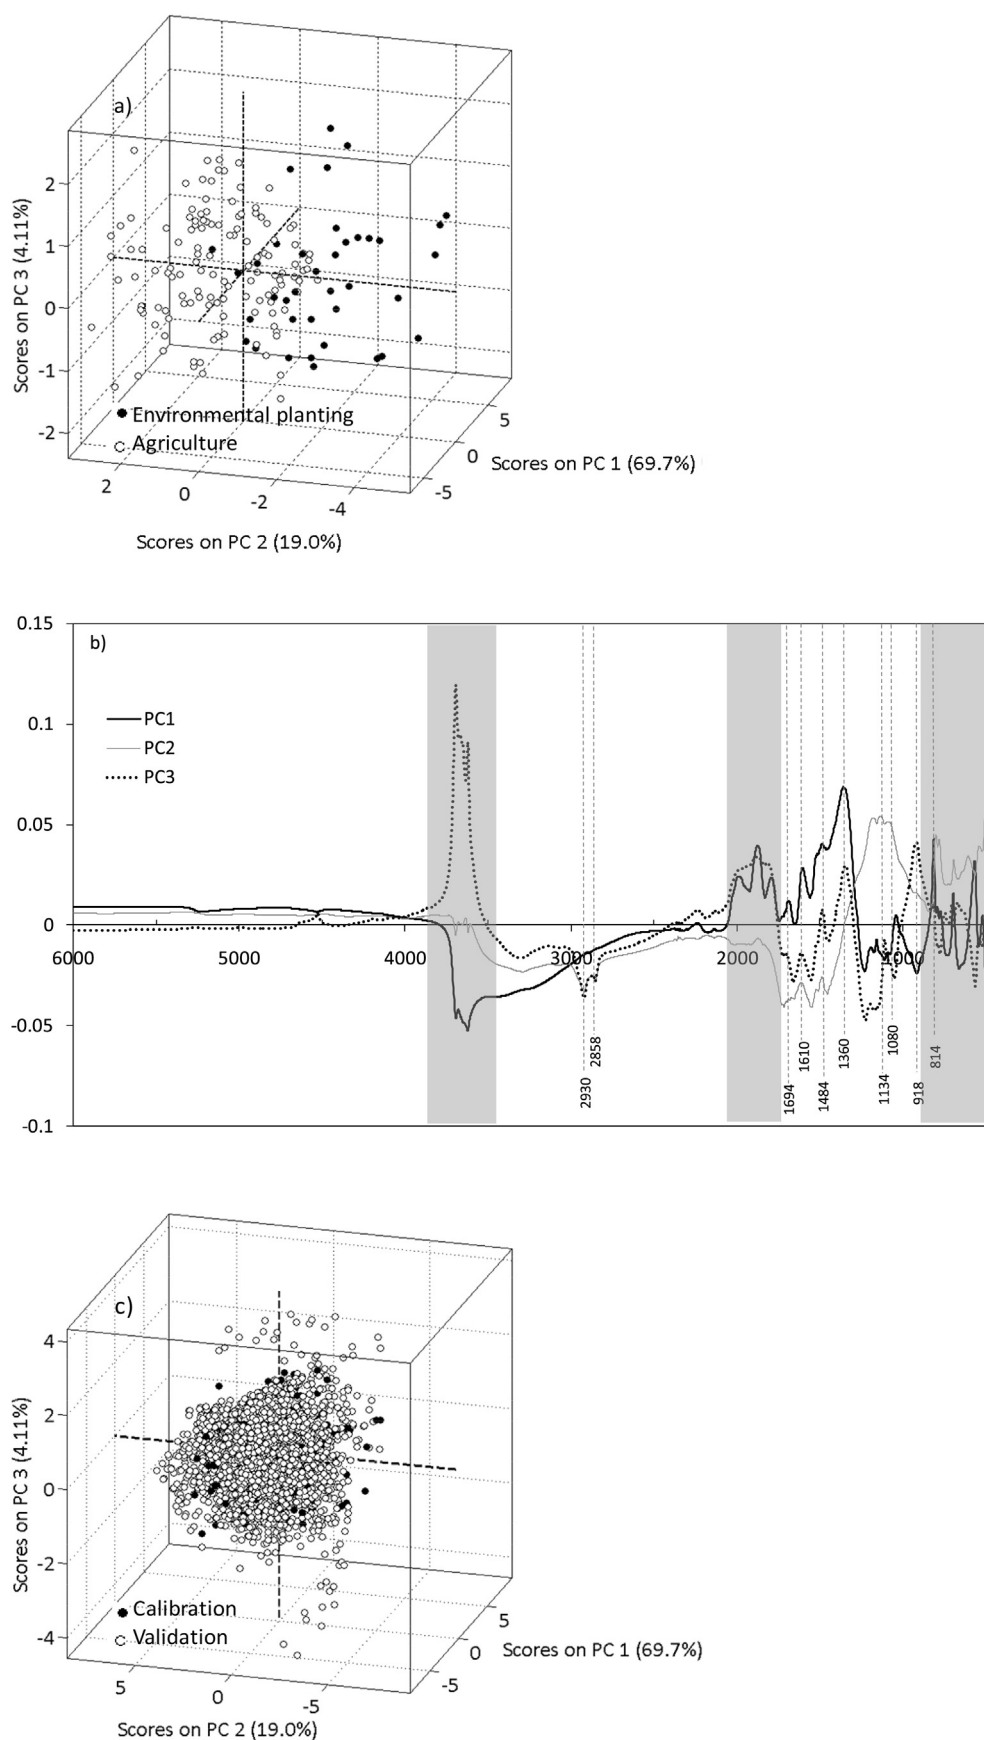 a)
Scores on PC 3 (4.11%)
2
1
0
-1
-2
Environmental planting
Agriculture
2
0
-2
-4
5
0
-5
Scores on PC 1 (69.7%)
Scores on PC 2 (19.0%)
b)
0.15
0.1
0.05
0
-0.05
-0.1
PC1
PC2
PC3
6000
5000
4000
3000
2000
1000
2930
2858
1694
1610
1484
1360
1134
1080
918
814
c)
Scores on PC 3 (4.11%)
4
2
0
-2
-4
Calibration
Validation
5
0
-5
5
0
-5
Scores on PC 1 (69.7%)
Scores on PC 2 (19.0%)